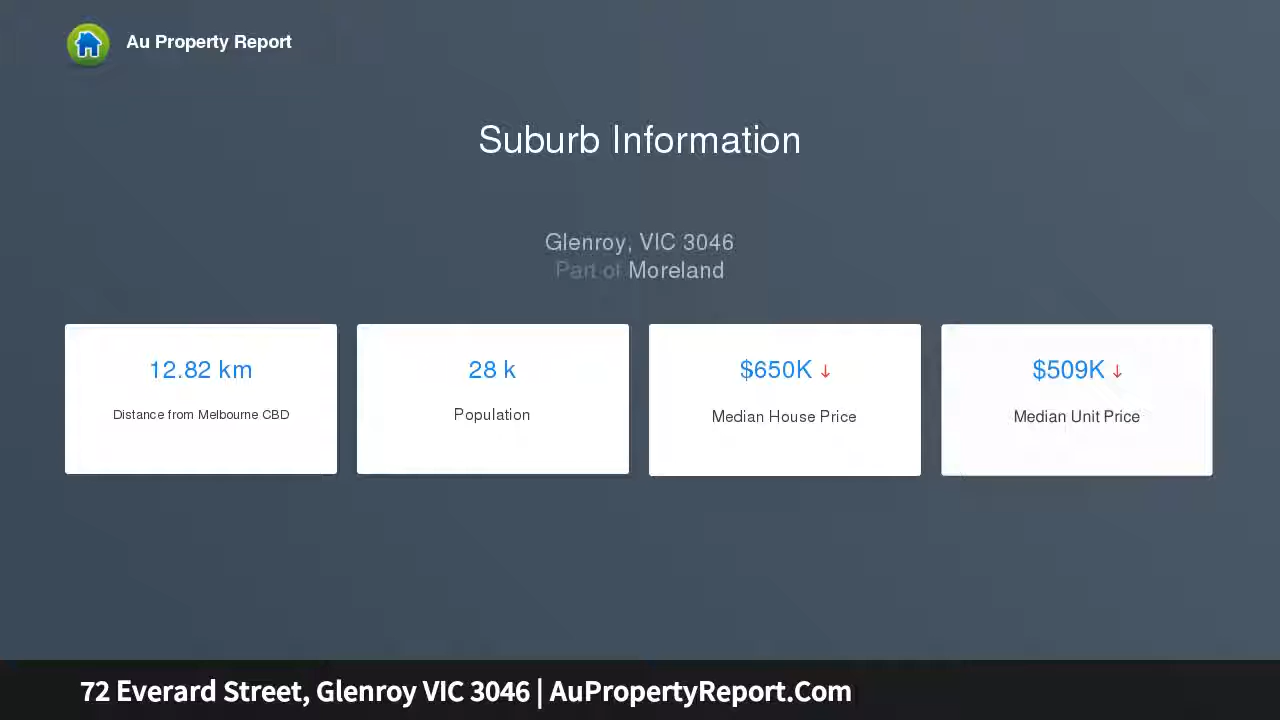 Au Property Report
Suburb Information
Glenroy, VIC 3046
Part of Moreland
12.82 km
Distance from Melbourne CBD
28 k
Population
$650K ↓
Median House Price
$509K ↓
Median Unit Price
72 Everard Street, Glenroy VIC 3046 | AuPropertyReport.Com